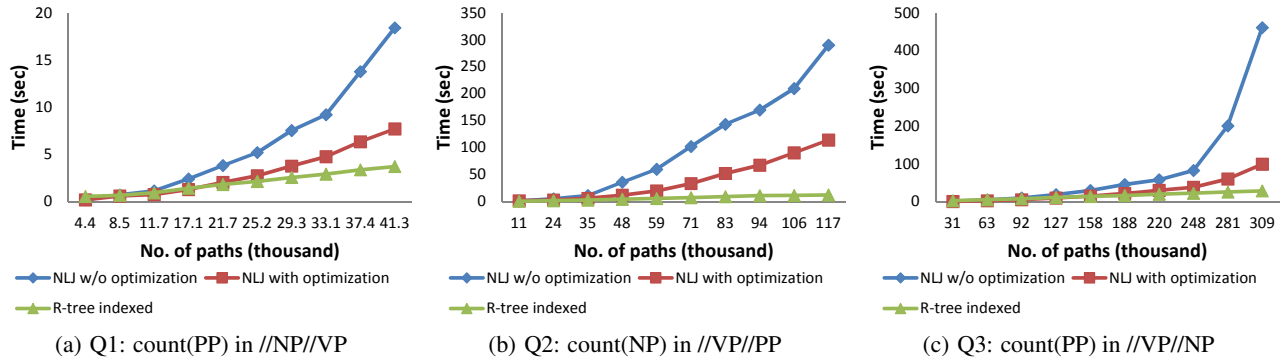 20
15
10
5
0
Time (sec)
4.4 8.5 11.7 17.1 21.7 25.2 29.3 33.1 37.4 41.3
No. of paths (thousand)
NLJ w/o optimization NLJ with optimization
R-tree indexed
(a) Q1: count(PP) in //NP//VP
350
300
250
200
150
100
50
0
Time (sec)
11 24 35 48 59 71 83 94 106 117
No. of paths (thousand)
NLJ w/o optimization NLJ with optimization
R-tree indexed
(b) Q2: count(NP) in //VP//PP
500
400
300
200
100
0
Time (sec)
31 63 92 127 158 188 220 248 281 309
No. of paths (thousand)
NLJ w/o optimization NLJ with optimization
R-tree indexed
(c) Q3: count(PP) in //VP//NP